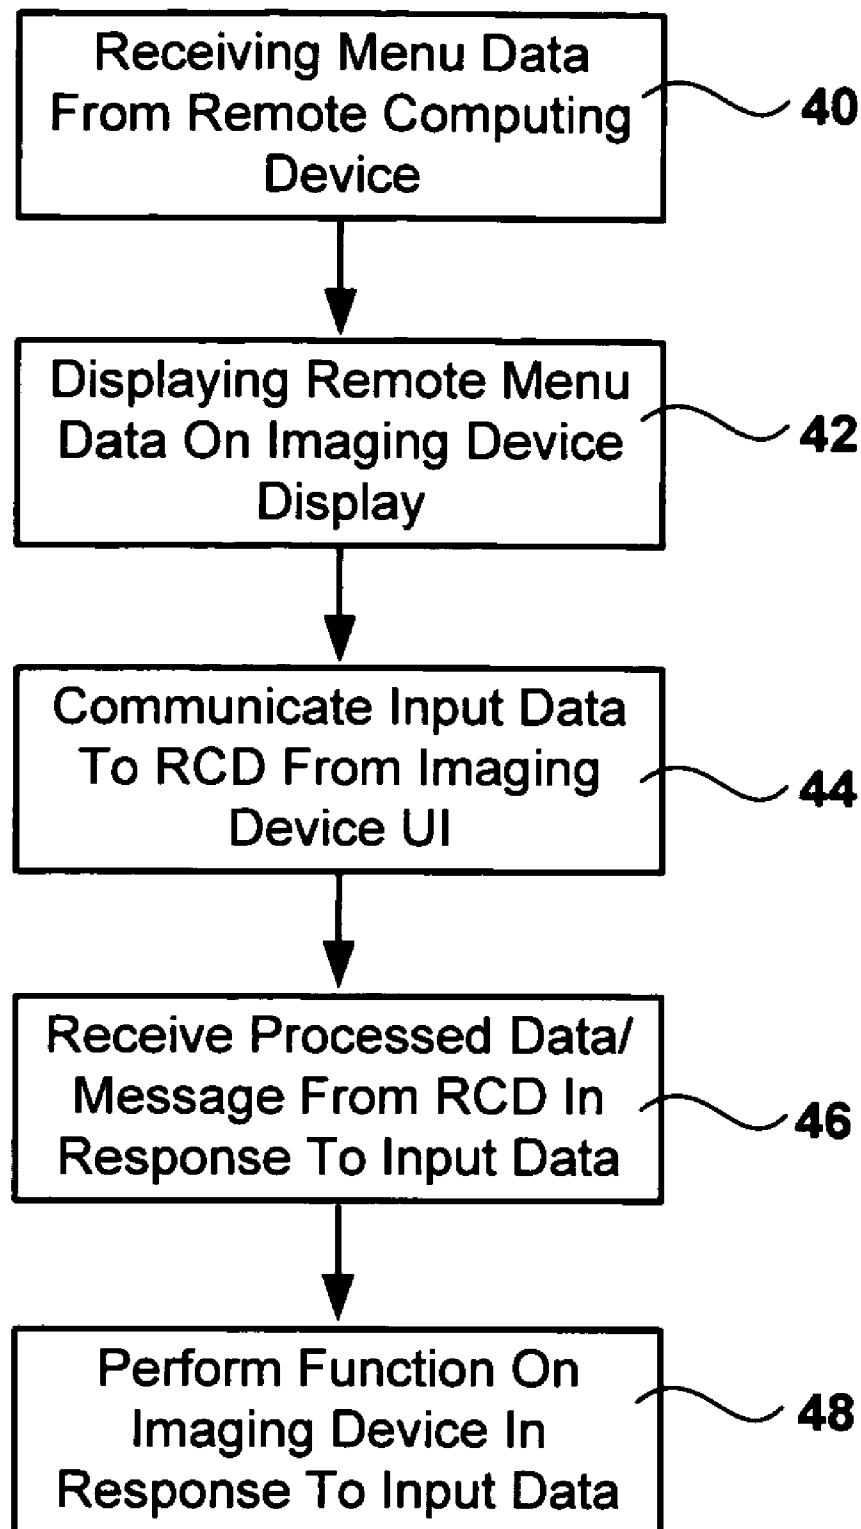 Receiving Menu Data
From Remote Computing
Device
40
Displaying Remote Menu
Data On Imaging Device
Display
42
Communicate Input Data
To RCD From Imaging
Device UI
44
Receive Processed Data/
Message From RCD In
Response To Input Data
46
Perform Function On
Imaging Device In
Response To Input Data
48